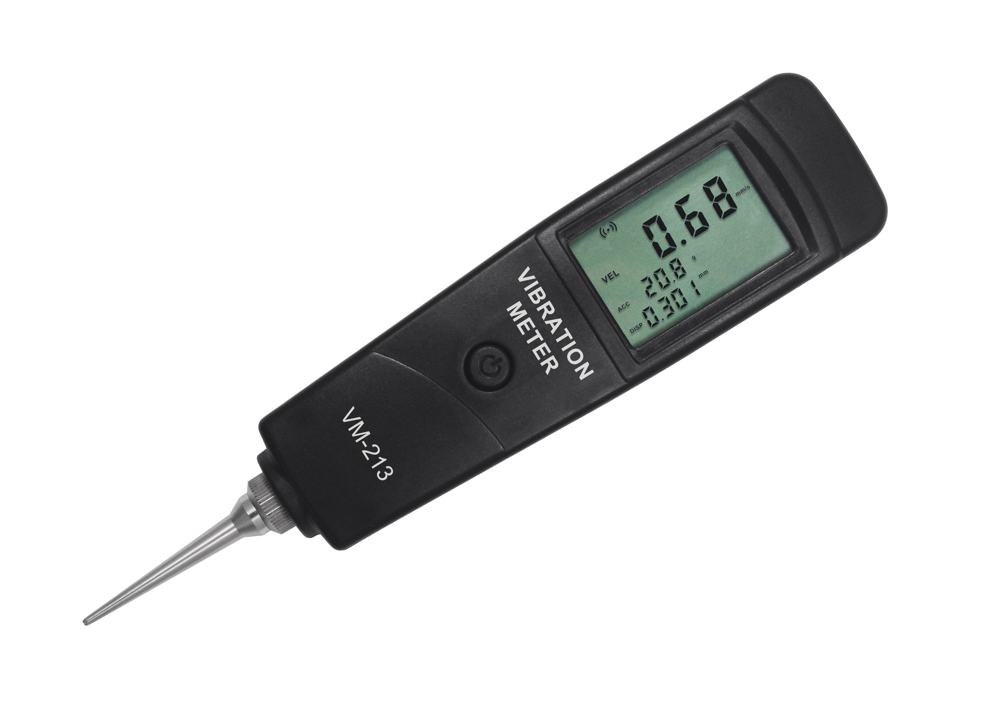 0.68 mm/s
VEL
20.8 g
ACC
0.301 mm
DISP
VIBRATION
METER
VM-213